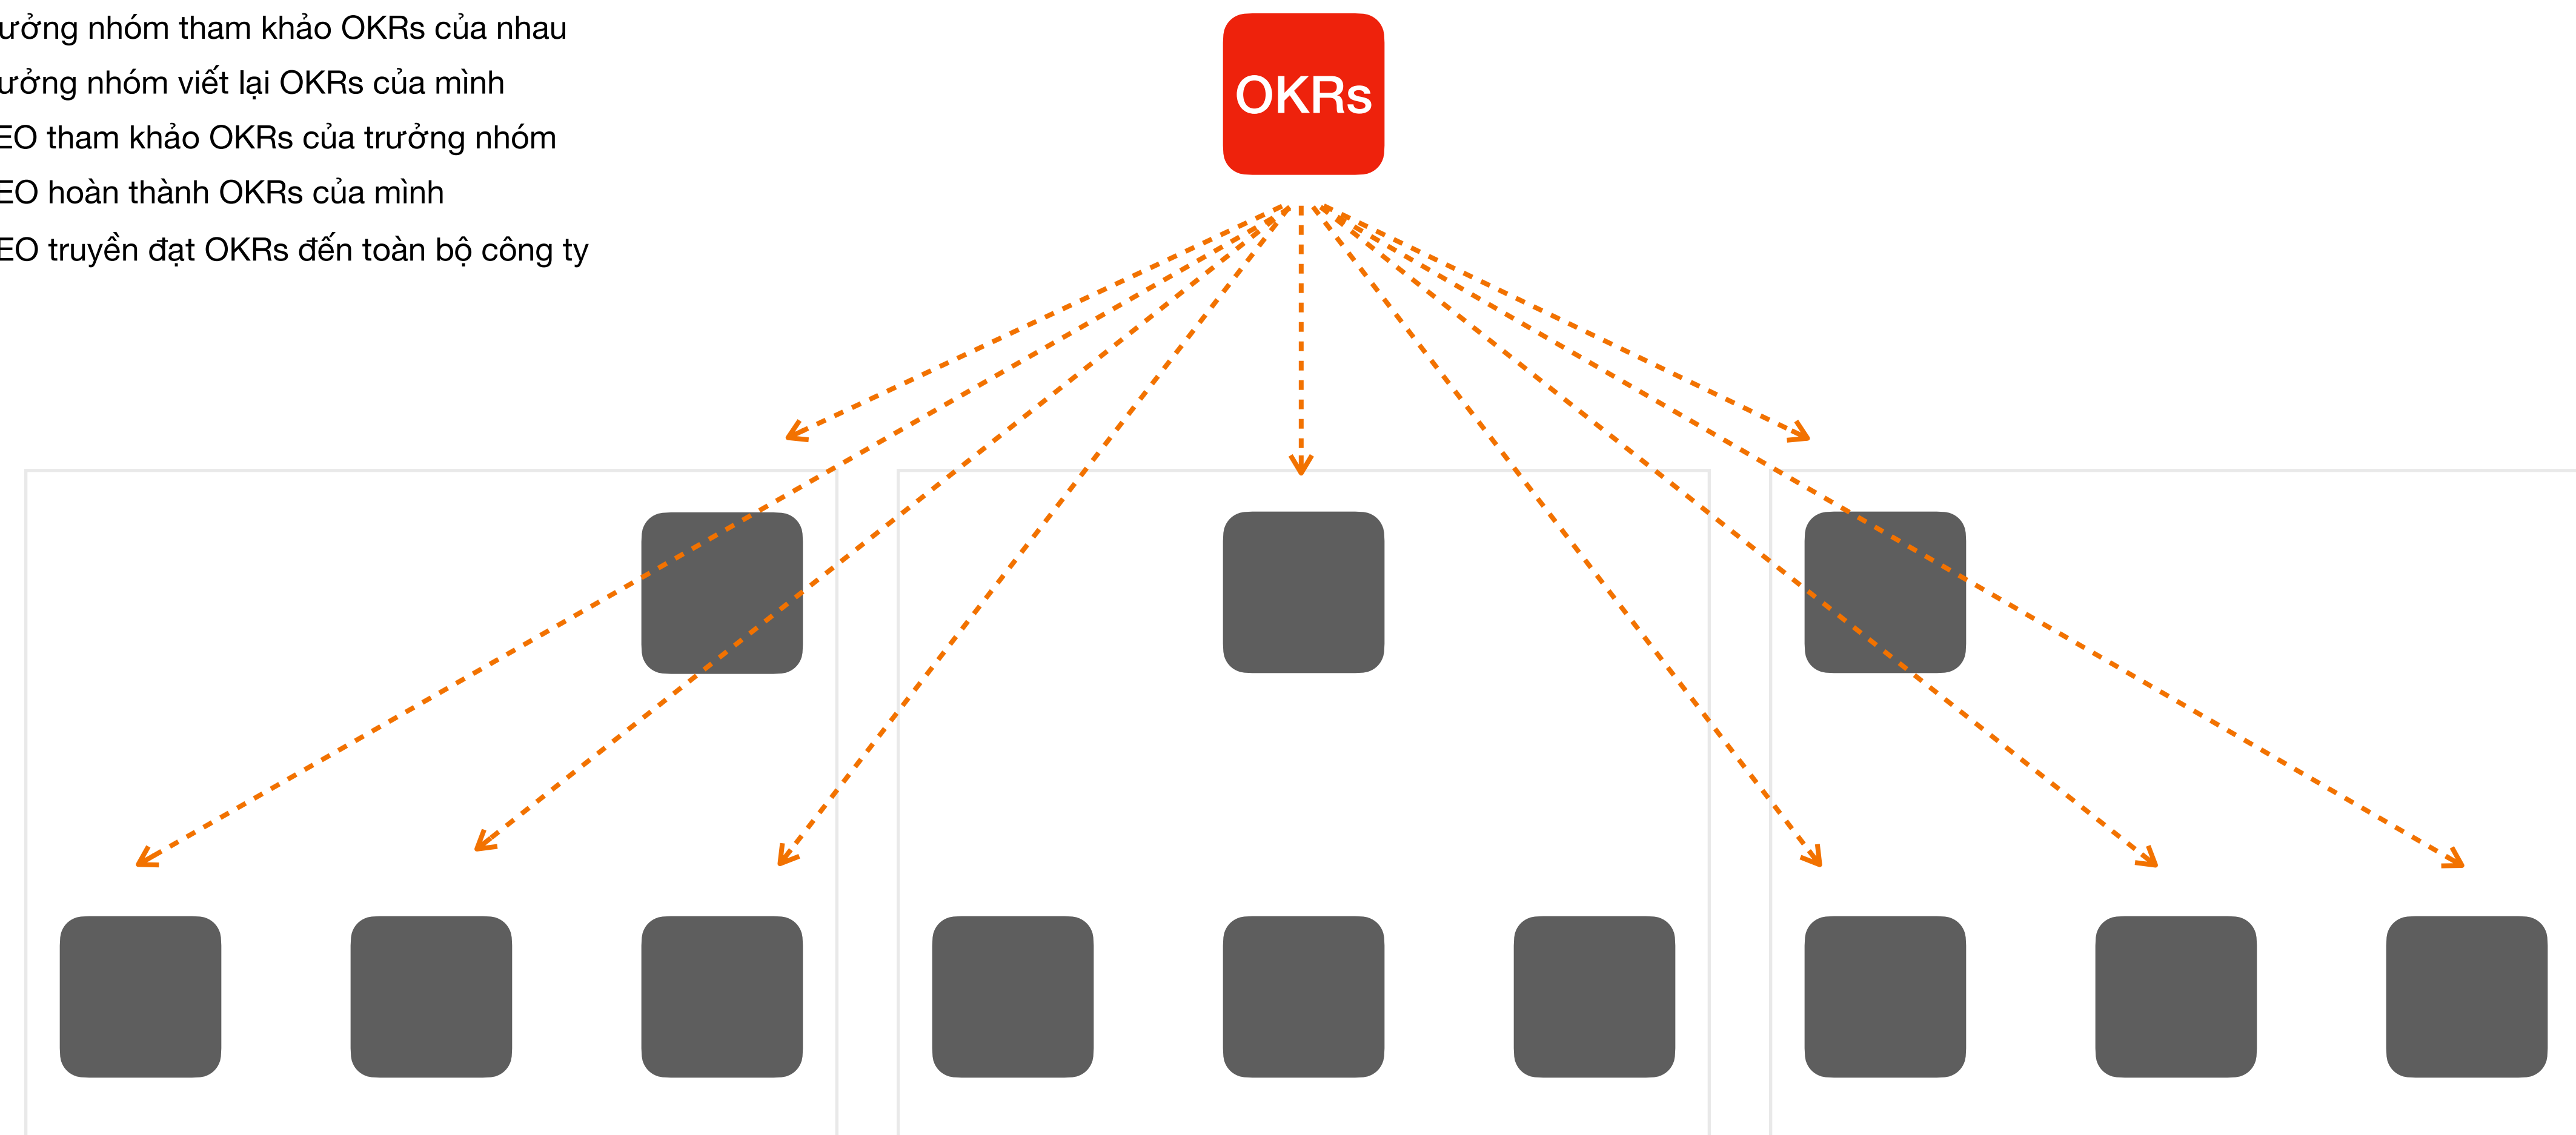 ưởng nhóm tham khảo OKRs của nhau
ưởng nhóm viết lại OKRs của mình
EO tham khảo OKRs của trưởng nhóm
EO hoàn thành OKRs của mình
EO truyền đạt OKRs đến toàn bộ công ty
OKRs